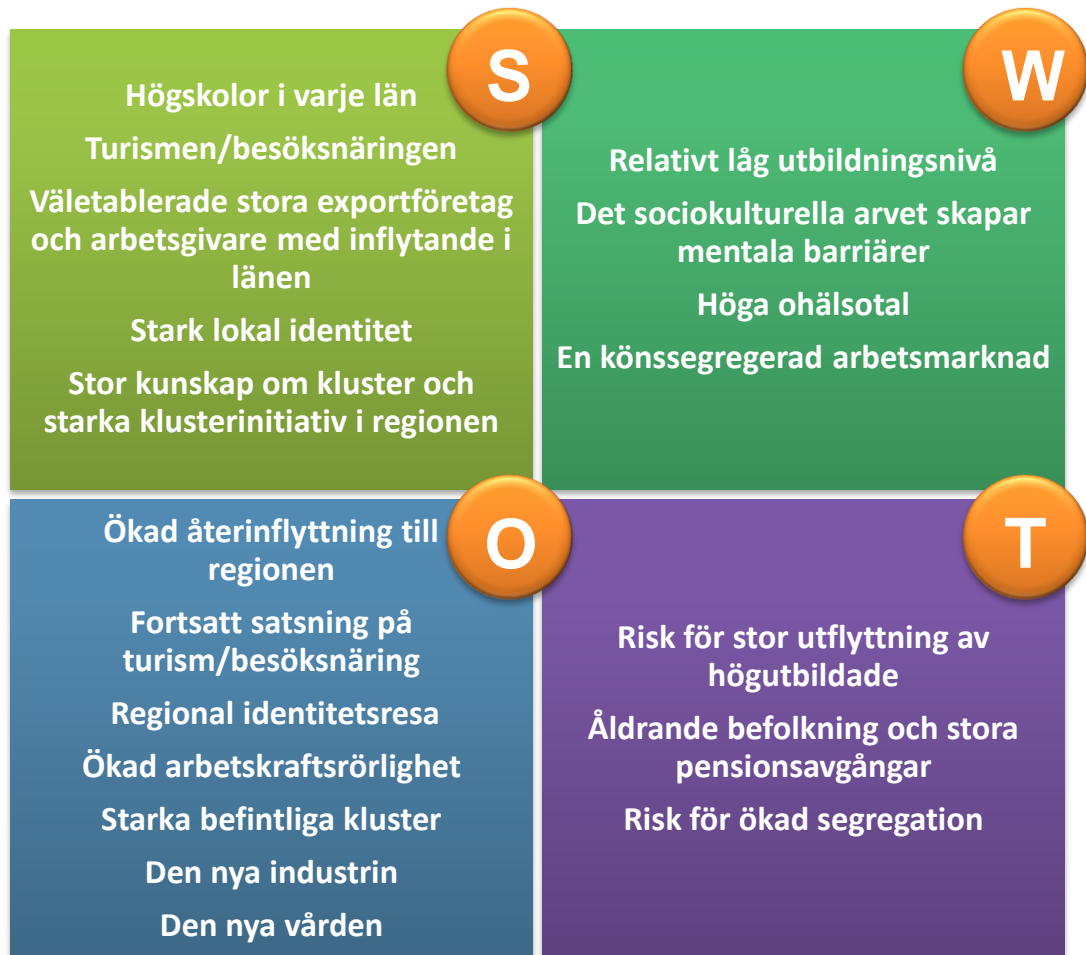 S
Högskolor i varje län
Turismen/besöksnäringen
Väletablerade stora exportföretag
och arbetsgivare med inflytande i
länen
Stark lokal identitet
Stor kunskap om kluster och
starka klusterinitiativ i regionen
W
Relativt låg utbildningsnivå
Det sociokulturella arvet skapar
mentala barriärer
Höga ohälsotal
En könssegregerad arbetsmarknad
O
Ökad återinflyttning till
regionen
Fortsatt satsning på
turism/besöksnäring
Regional identitetsresa
Ökad arbetskraftsrörlighet
Starka befintliga kluster
Den nya industrin
Den nya vården
T
Risk för stor utflyttning av
högutbildade
Åldrande befolkning och stora
pensionsavgångar
Risk för ökad segregation